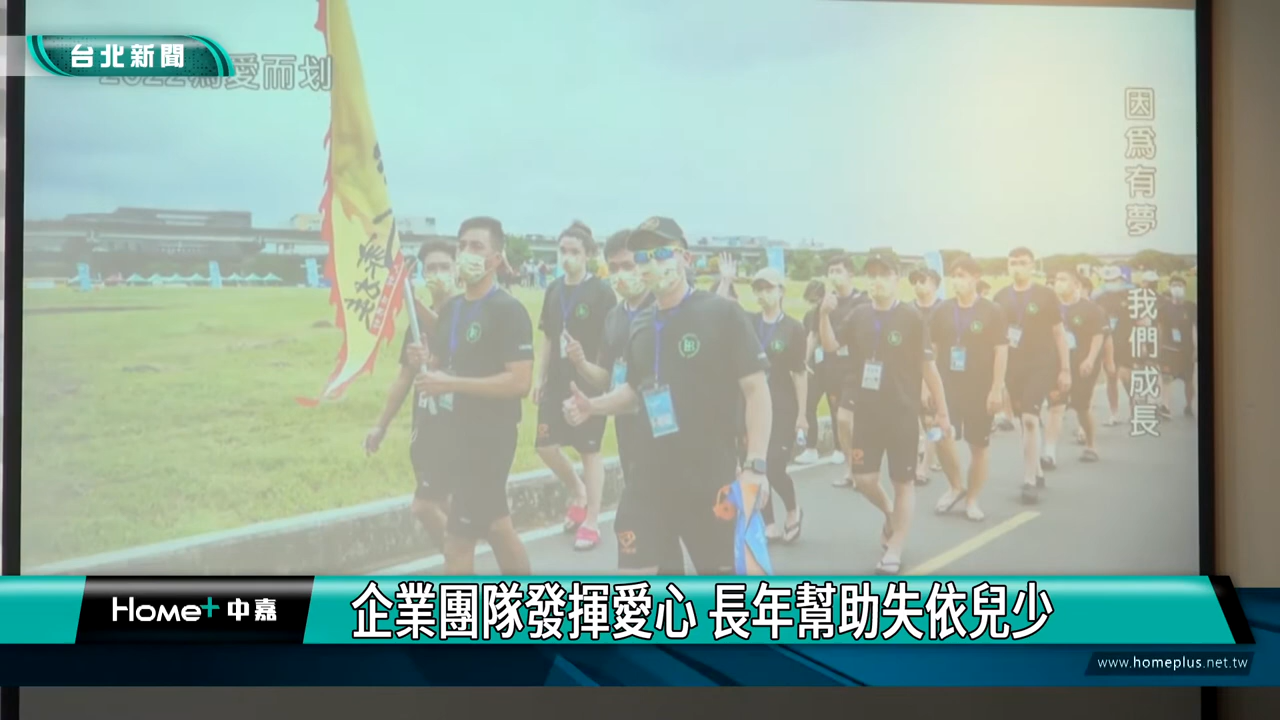 台北新聞
2022為愛而划
因為有夢
我們成長
Home+中嘉
企業團隊發揮愛心 長年幫助失依兒少
www.homeplus.net.tw